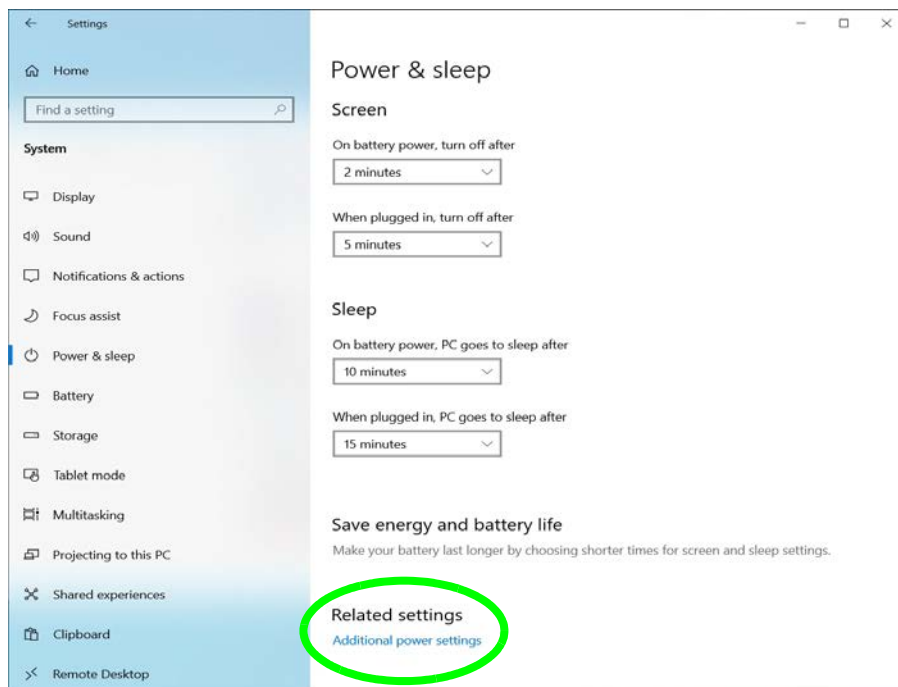 Settings
Home
Find a setting
System
Display
Sound
Notifications & actions
Focus assist
Power & sleep
Battery
Storage
Tablet mode
Multitasking
Projecting to this PC
Shared experiences
Clipboard
Remote Desktop
Power & sleep
Screen
On battery power, turn off after
2 minutes
When plugged in, turn off after
5 minutes
Sleep
On battery power, PC goes to sleep after
10 minutes
When plugged in, PC goes to sleep after
15 minutes
Save energy and battery life
Make your battery last longer by choosing shorter times for screen and sleep settings.
Related settings
Additional power settings